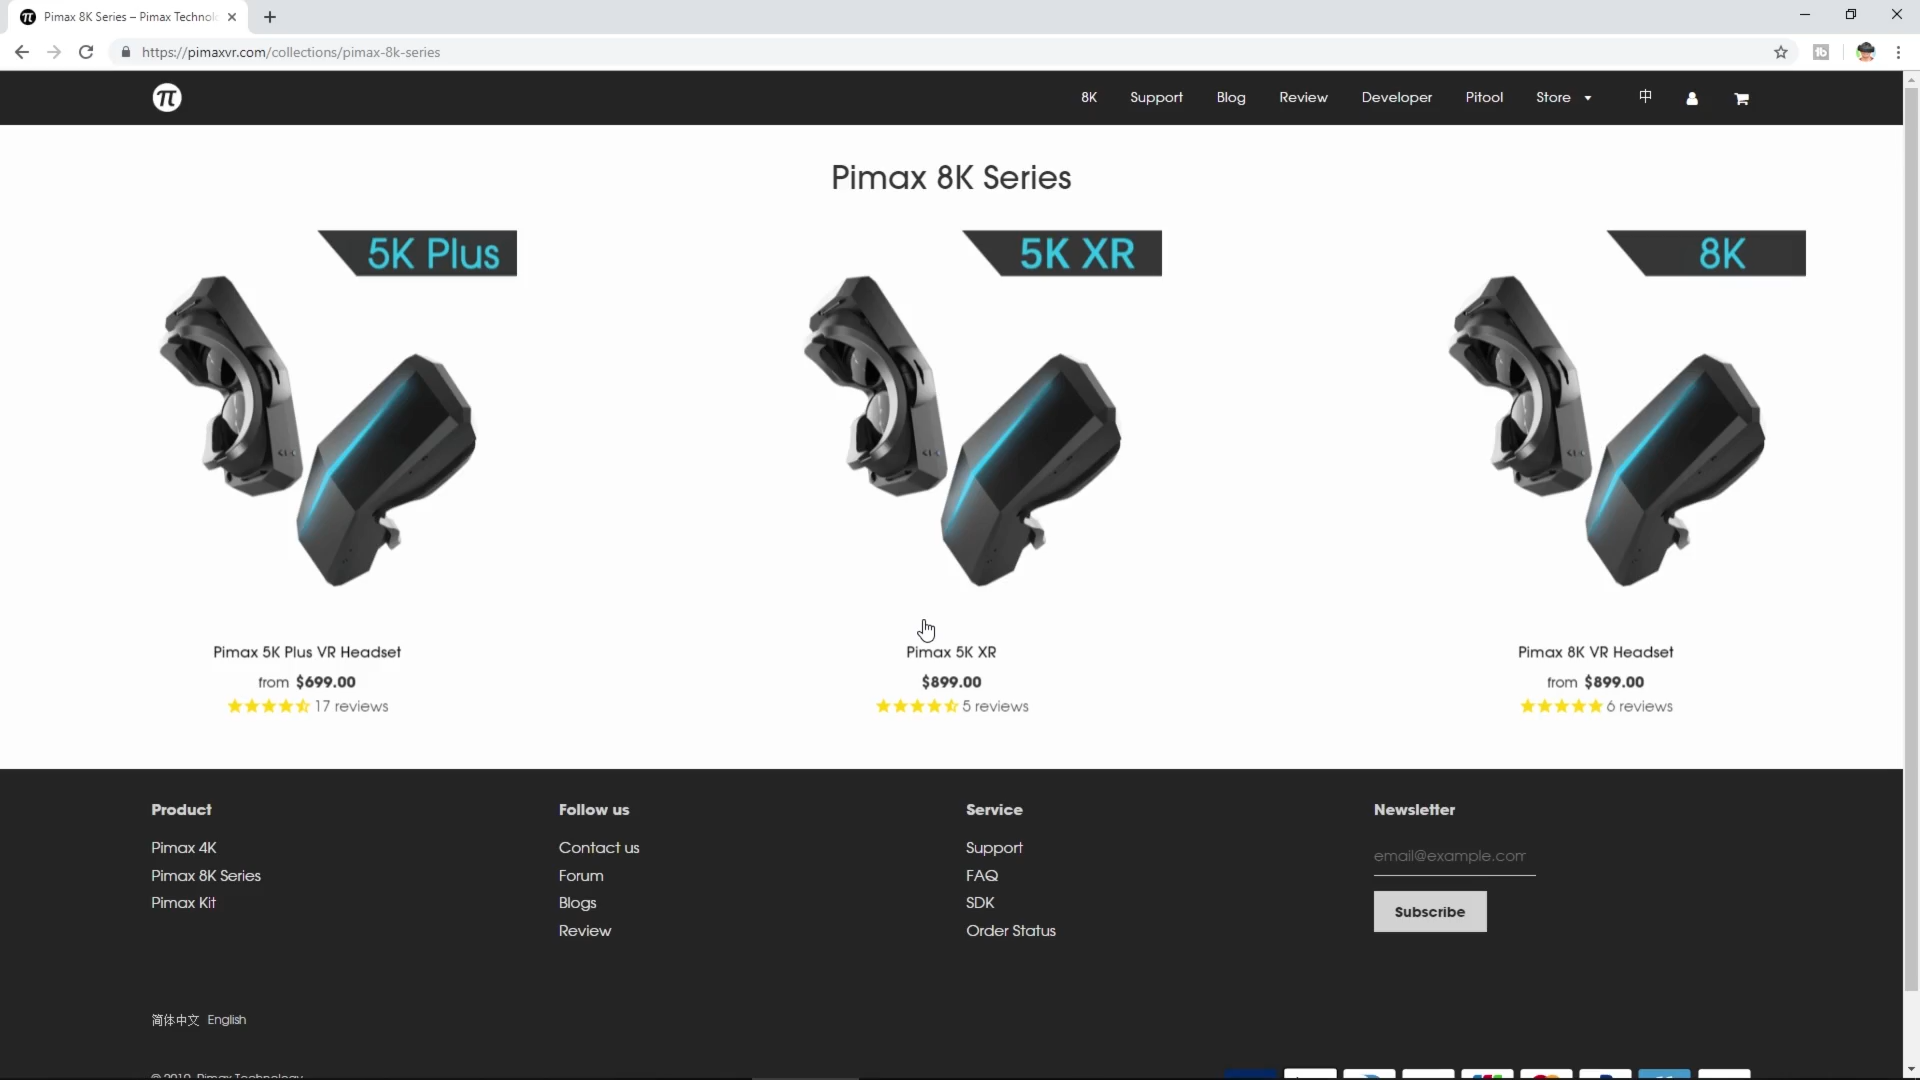 Pimax 8K Series – Pimax Technol
https://pimaxvr.com/collections/pimax-8k-series
π
8K Support Blog Review Developer Pitool Store 中
Pimax 8K Series
5K Plus
5K XR
8K
Pimax 5K Plus VR Headset
from $699.00
17 reviews
Pimax 5K XR
$899.00
5 reviews
Pimax 8K VR Headset
from $899.00
6 reviews
Product
Pimax 4K
Pimax 8K Series
Pimax Kit
Follow us
Contact us
Forum
Blogs
Review
Service
Support
FAQ
SDK
Order Status
Newsletter
email@example.com
Subscribe
简体中文 English
© 2019, Pimax Technology